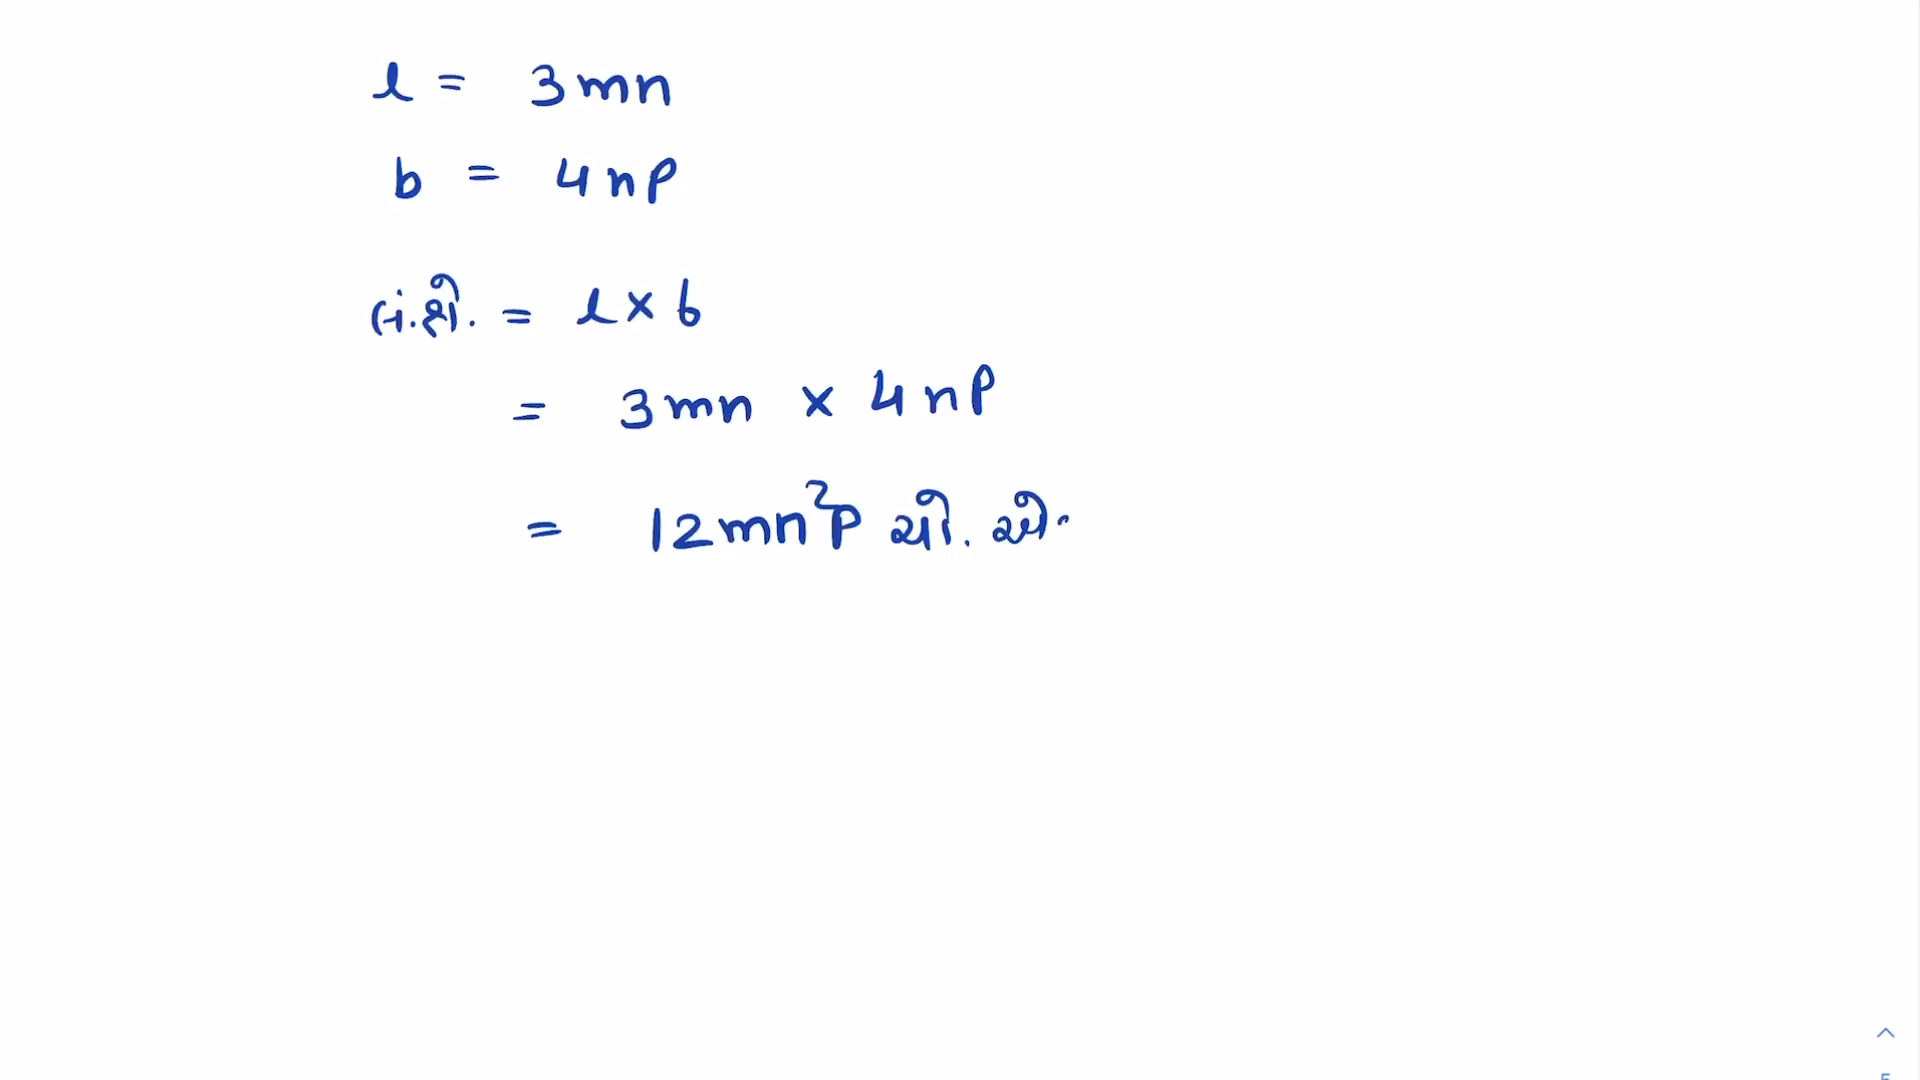 l = 3mn
b = 4np
લં.ક્ષે. = l × b
= 3mn × 4np
= 12mn²p ચો. એ.